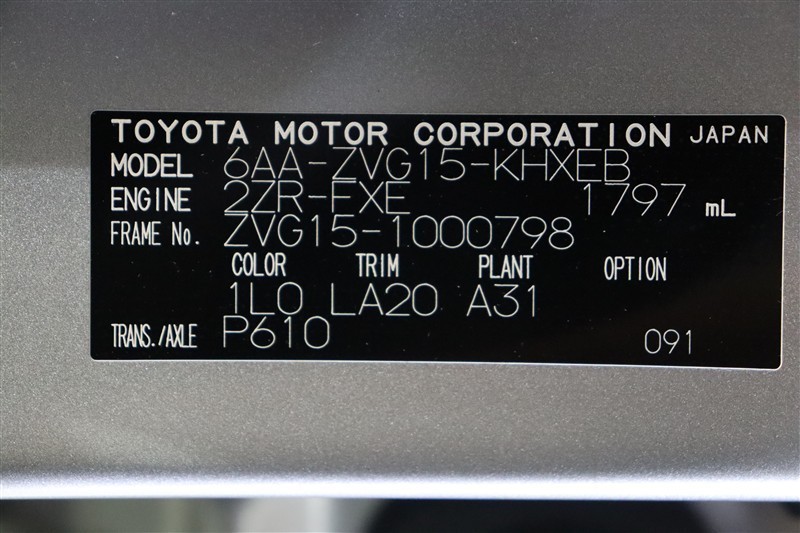 TOYOTA MOTOR CORPORATION JAPAN
MODEL 6AA-ZVG15-KHXEB
ENGINE 2ZR-FXE 1797 mL
FRAME No. ZVG15-1000798
COLOR TRIM PLANT OPTION
1L0 LA20 A31
TRANS./AXLE P610 091